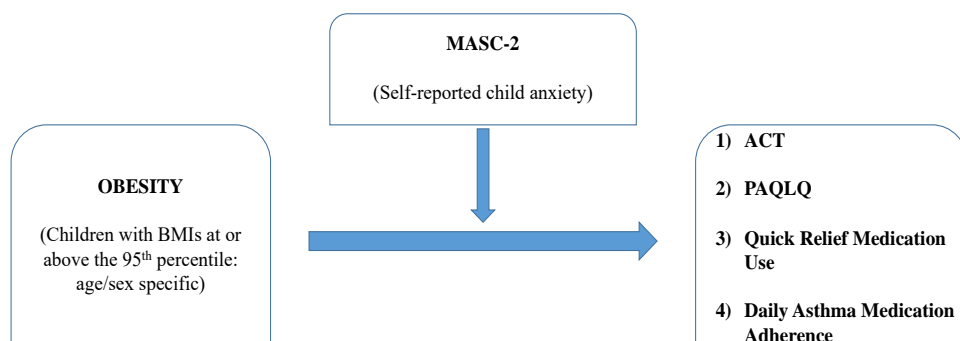 MASC-2
(Self-reported child anxiety)
OBESITY
(Children with BMIs at or
above the 95th percentile:
age/sex specific)
1) ACT
2) PAQLQ
3) Quick Relief Medication
Use
4) Daily Asthma Medication
Adherence